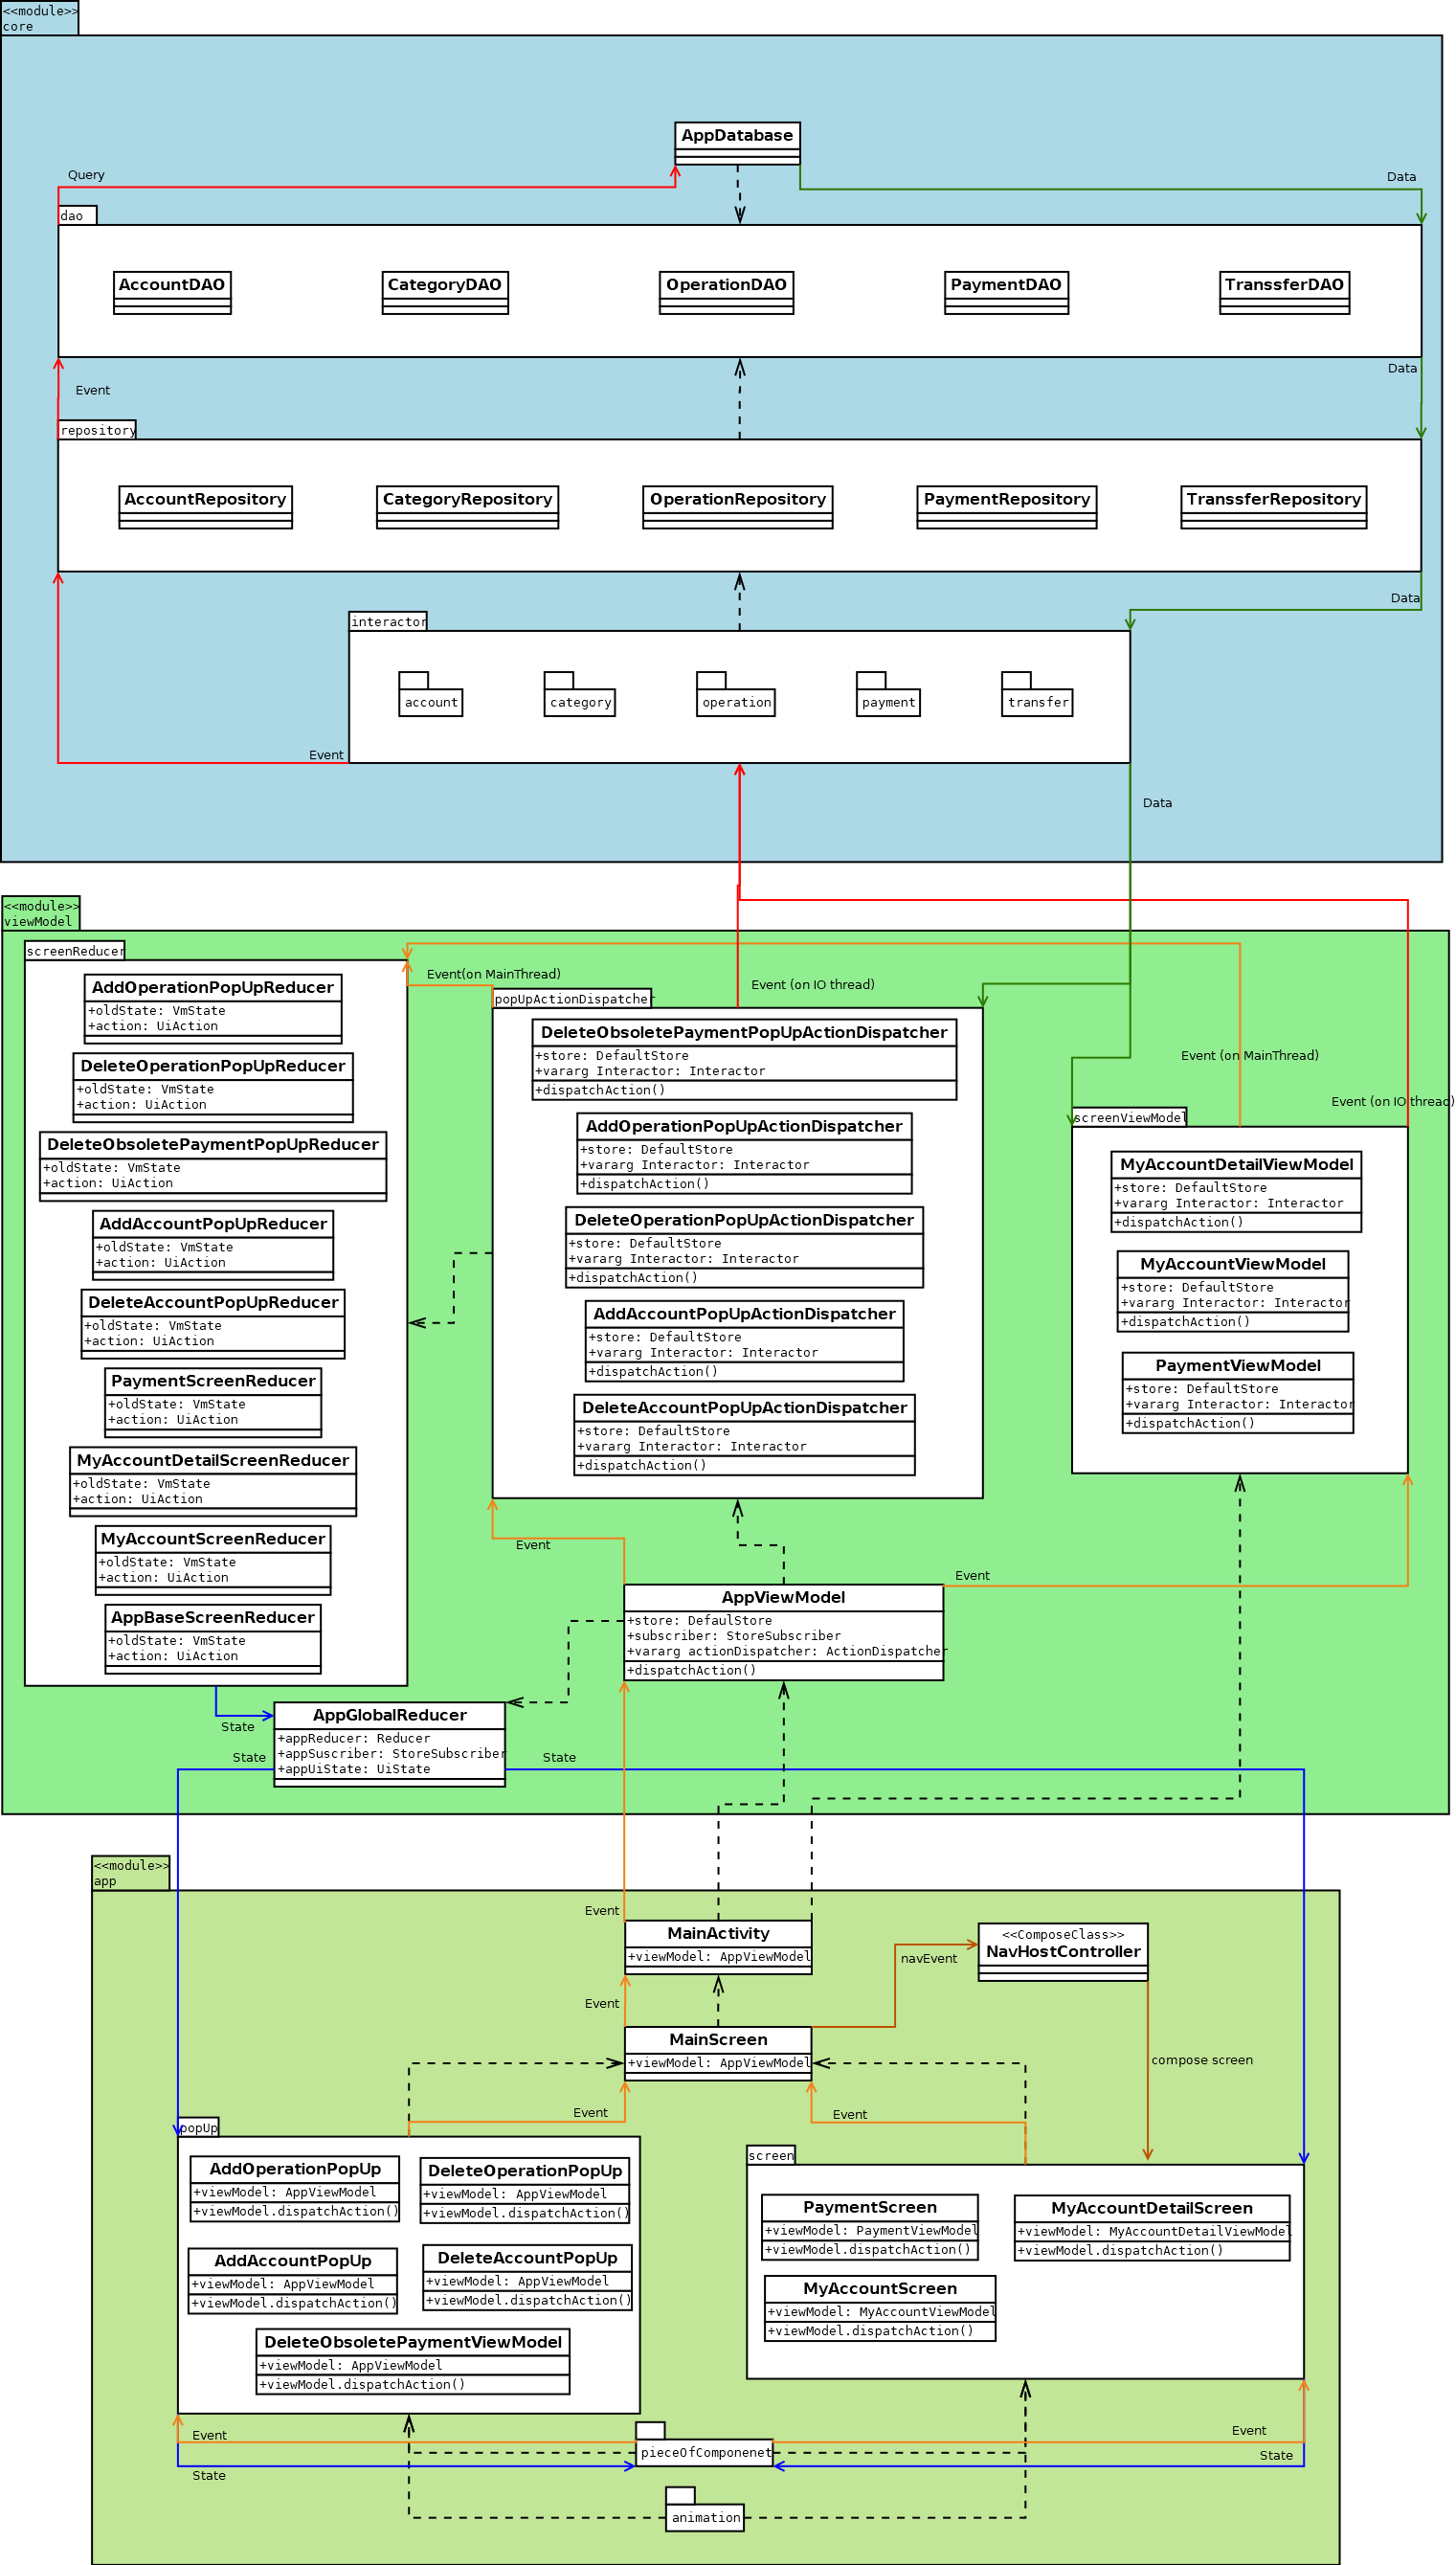 <<module>>
core
AppDatabase
Query
Data
dao
AccountDAO
CategoryDAO
OperationDAO
PaymentDAO
TranssferDAO
Data
Event
repository
AccountRepository
CategoryRepository
OperationRepository
PaymentRepository
TranssferRepository
Data
interactor
account
category
operation
payment
transfer
Event
Data
<<module>>
viewModel
screenReducer
AddOperationPopUpReducer
+oldState: VmState
+action: UiAction
DeleteOperationPopUpReducer
+oldState: VmState
+action: UiAction
DeleteObsoletePaymentPopUpReducer
+oldState: VmState
+action: UiAction
AddAccountPopUpReducer
+oldState: VmState
+action: UiAction
DeleteAccountPopUpReducer
+oldState: VmState
+action: UiAction
PaymentScreenReducer
+oldState: VmState
+action: UiAction
MyAccountDetailScreenReducer
+oldState: VmState
+action: UiAction
MyAccountScreenReducer
+oldState: VmState
+action: UiAction
AppBaseScreenReducer
+oldState: VmState
+action: UiAction
Event(on MainThread)
Event (on IO thread)
popUpActionDispatcher
DeleteObsoletePaymentPopUpActionDispatcher
+store: DefaultStore
+vararg Interactor: Interactor
+dispatchAction()
AddOperationPopUpActionDispatcher
+store: DefaultStore
+vararg Interactor: Interactor
+dispatchAction()
DeleteOperationPopUpActionDispatcher
+store: DefaultStore
+vararg Interactor: Interactor
+dispatchAction()
AddAccountPopUpActionDispatcher
+store: DefaultStore
+vararg Interactor: Interactor
+dispatchAction()
DeleteAccountPopUpActionDispatcher
+store: DefaultStore
+vararg Interactor: Interactor
+dispatchAction()
Event (on MainThread)
Event (on IO thread)
screenViewModel
MyAccountDetailViewModel
+store: DefaultStore
+vararg Interactor: Interactor
+dispatchAction()
MyAccountViewModel
+store: DefaultStore
+vararg Interactor: Interactor
+dispatchAction()
PaymentViewModel
+store: DefaultStore
+vararg Interactor: Interactor
+dispatchAction()
Event
Event
AppViewModel
+store: DefaulStore
+subscriber: StoreSubscriber
+vararg actionDispatcher: ActionDispatcher
+dispatchAction()
State
AppGlobalReducer
+appReducer: Reducer
+appSuscriber: StoreSubscriber
+appUiState: UiState
State
State
<<module>>
app
Event
MainActivity
+viewModel: AppViewModel
<<ComposeClass>>
NavHostController
navEvent
Event
MainScreen
+viewModel: AppViewModel
compose screen
Event
Event
popUp
AddOperationPopUp
+viewModel: AppViewModel
+viewModel.dispatchAction()
DeleteOperationPopUp
+viewModel: AppViewModel
+viewModel.dispatchAction()
AddAccountPopUp
+viewModel: AppViewModel
+viewModel.dispatchAction()
DeleteAccountPopUp
+viewModel: AppViewModel
+viewModel.dispatchAction()
DeleteObsoletePaymentViewModel
+viewModel: AppViewModel
+viewModel.dispatchAction()
screen
PaymentScreen
+viewModel: PaymentViewModel
+viewModel.dispatchAction()
MyAccountDetailScreen
+viewModel: MyAccountDetailViewModel
+viewModel.dispatchAction()
MyAccountScreen
+viewModel: MyAccountViewModel
+viewModel.dispatchAction()
Event
Event
pieceOfComponenet
State
State
animation